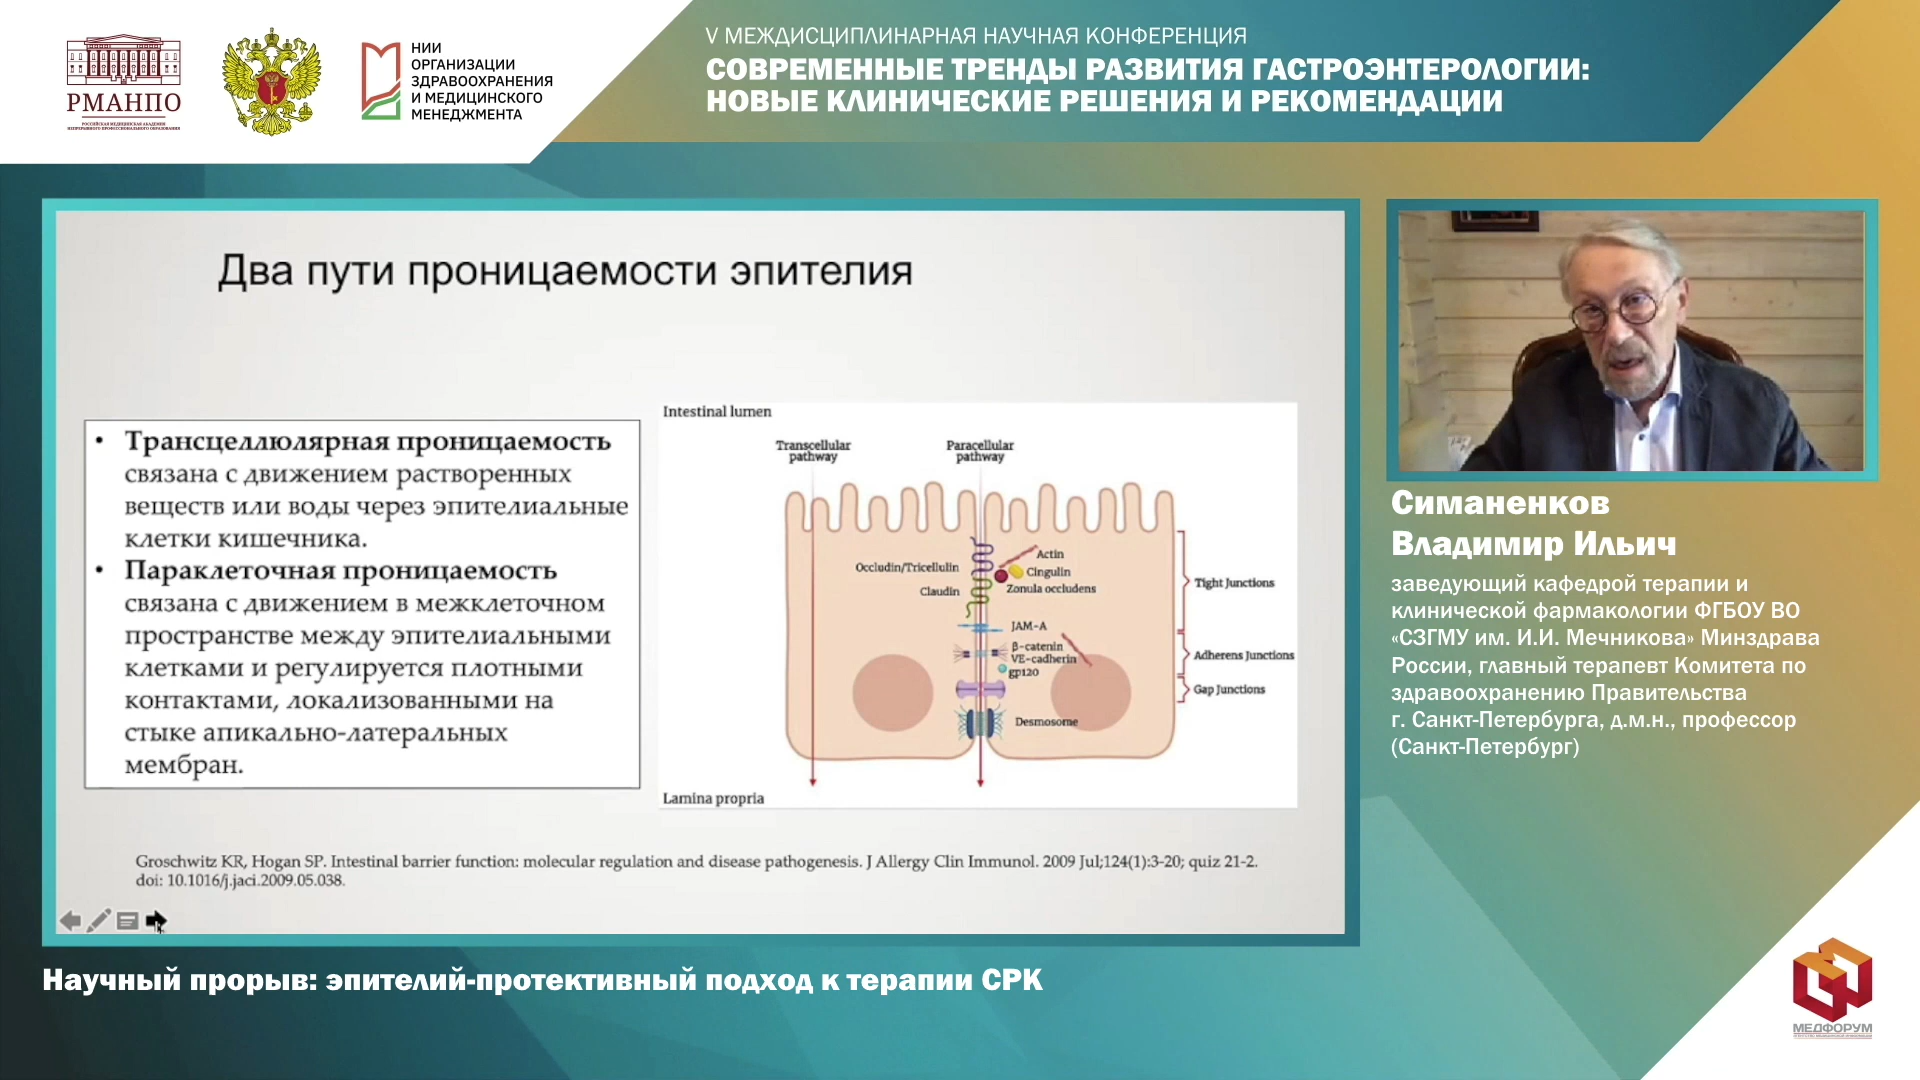 РМАНПО
РОССИЙСКАЯ МЕДИЦИНСКАЯ АКАДЕМИЯ
НЕПРЕРЫВНОГО ПРОФЕССИОНАЛЬНОГО ОБРАЗОВАНИЯ
НИИ
ОРГАНИЗАЦИИ
ЗДРАВООХРАНЕНИЯ
И МЕДИЦИНСКОГО
МЕНЕДЖМЕНТА
V МЕЖДИСЦИПЛИНАРНАЯ НАУЧНАЯ КОНФЕРЕНЦИЯ
СОВРЕМЕННЫЕ ТРЕНДЫ РАЗВИТИЯ ГАСТРОЭНТЕРОЛОГИИ:
НОВЫЕ КЛИНИЧЕСКИЕ РЕШЕНИЯ И РЕКОМЕНДАЦИИ
Два пути проницаемости эпителия
• Трансцеллюлярная проницаемость
связана с движением растворенных
веществ или воды через эпителиальные
клетки кишечника.
• Параклеточная проницаемость
связана с движением в межклеточном
пространстве между эпителиальными
клетками и регулируется плотными
контактами, локализованными на
стыке апикально-латеральных
мембран.
Intestinal lumen
Transcellular
pathway
Paracellular
pathway
Occludin/Tricellulin
Claudin
Actin
Cingulin
Zonula occludens
JAM-A
β-catenin
VE-cadherin
gp120
Desmosome
Tight Junctions
Adherens Junctions
Gap Junctions
Lamina propria
Groschwitz KR, Hogan SP. Intestinal barrier function: molecular regulation and disease pathogenesis. J Allergy Clin Immunol. 2009 Jul;124(1):3-20; quiz 21-2.
doi: 10.1016/j.jaci.2009.05.038.
Симаненков
Владимир Ильич
заведующий кафедрой терапии и
клинической фармакологии ФГБОУ ВО
«СЗГМУ им. И.И. Мечникова» Минздрава
России, главный терапевт Комитета по
здравоохранению Правительства
г. Санкт-Петербурга, д.м.н., профессор
(Санкт-Петербург)
Научный прорыв: эпителий-протективный подход к терапии СРК
МЕДФОРУМ